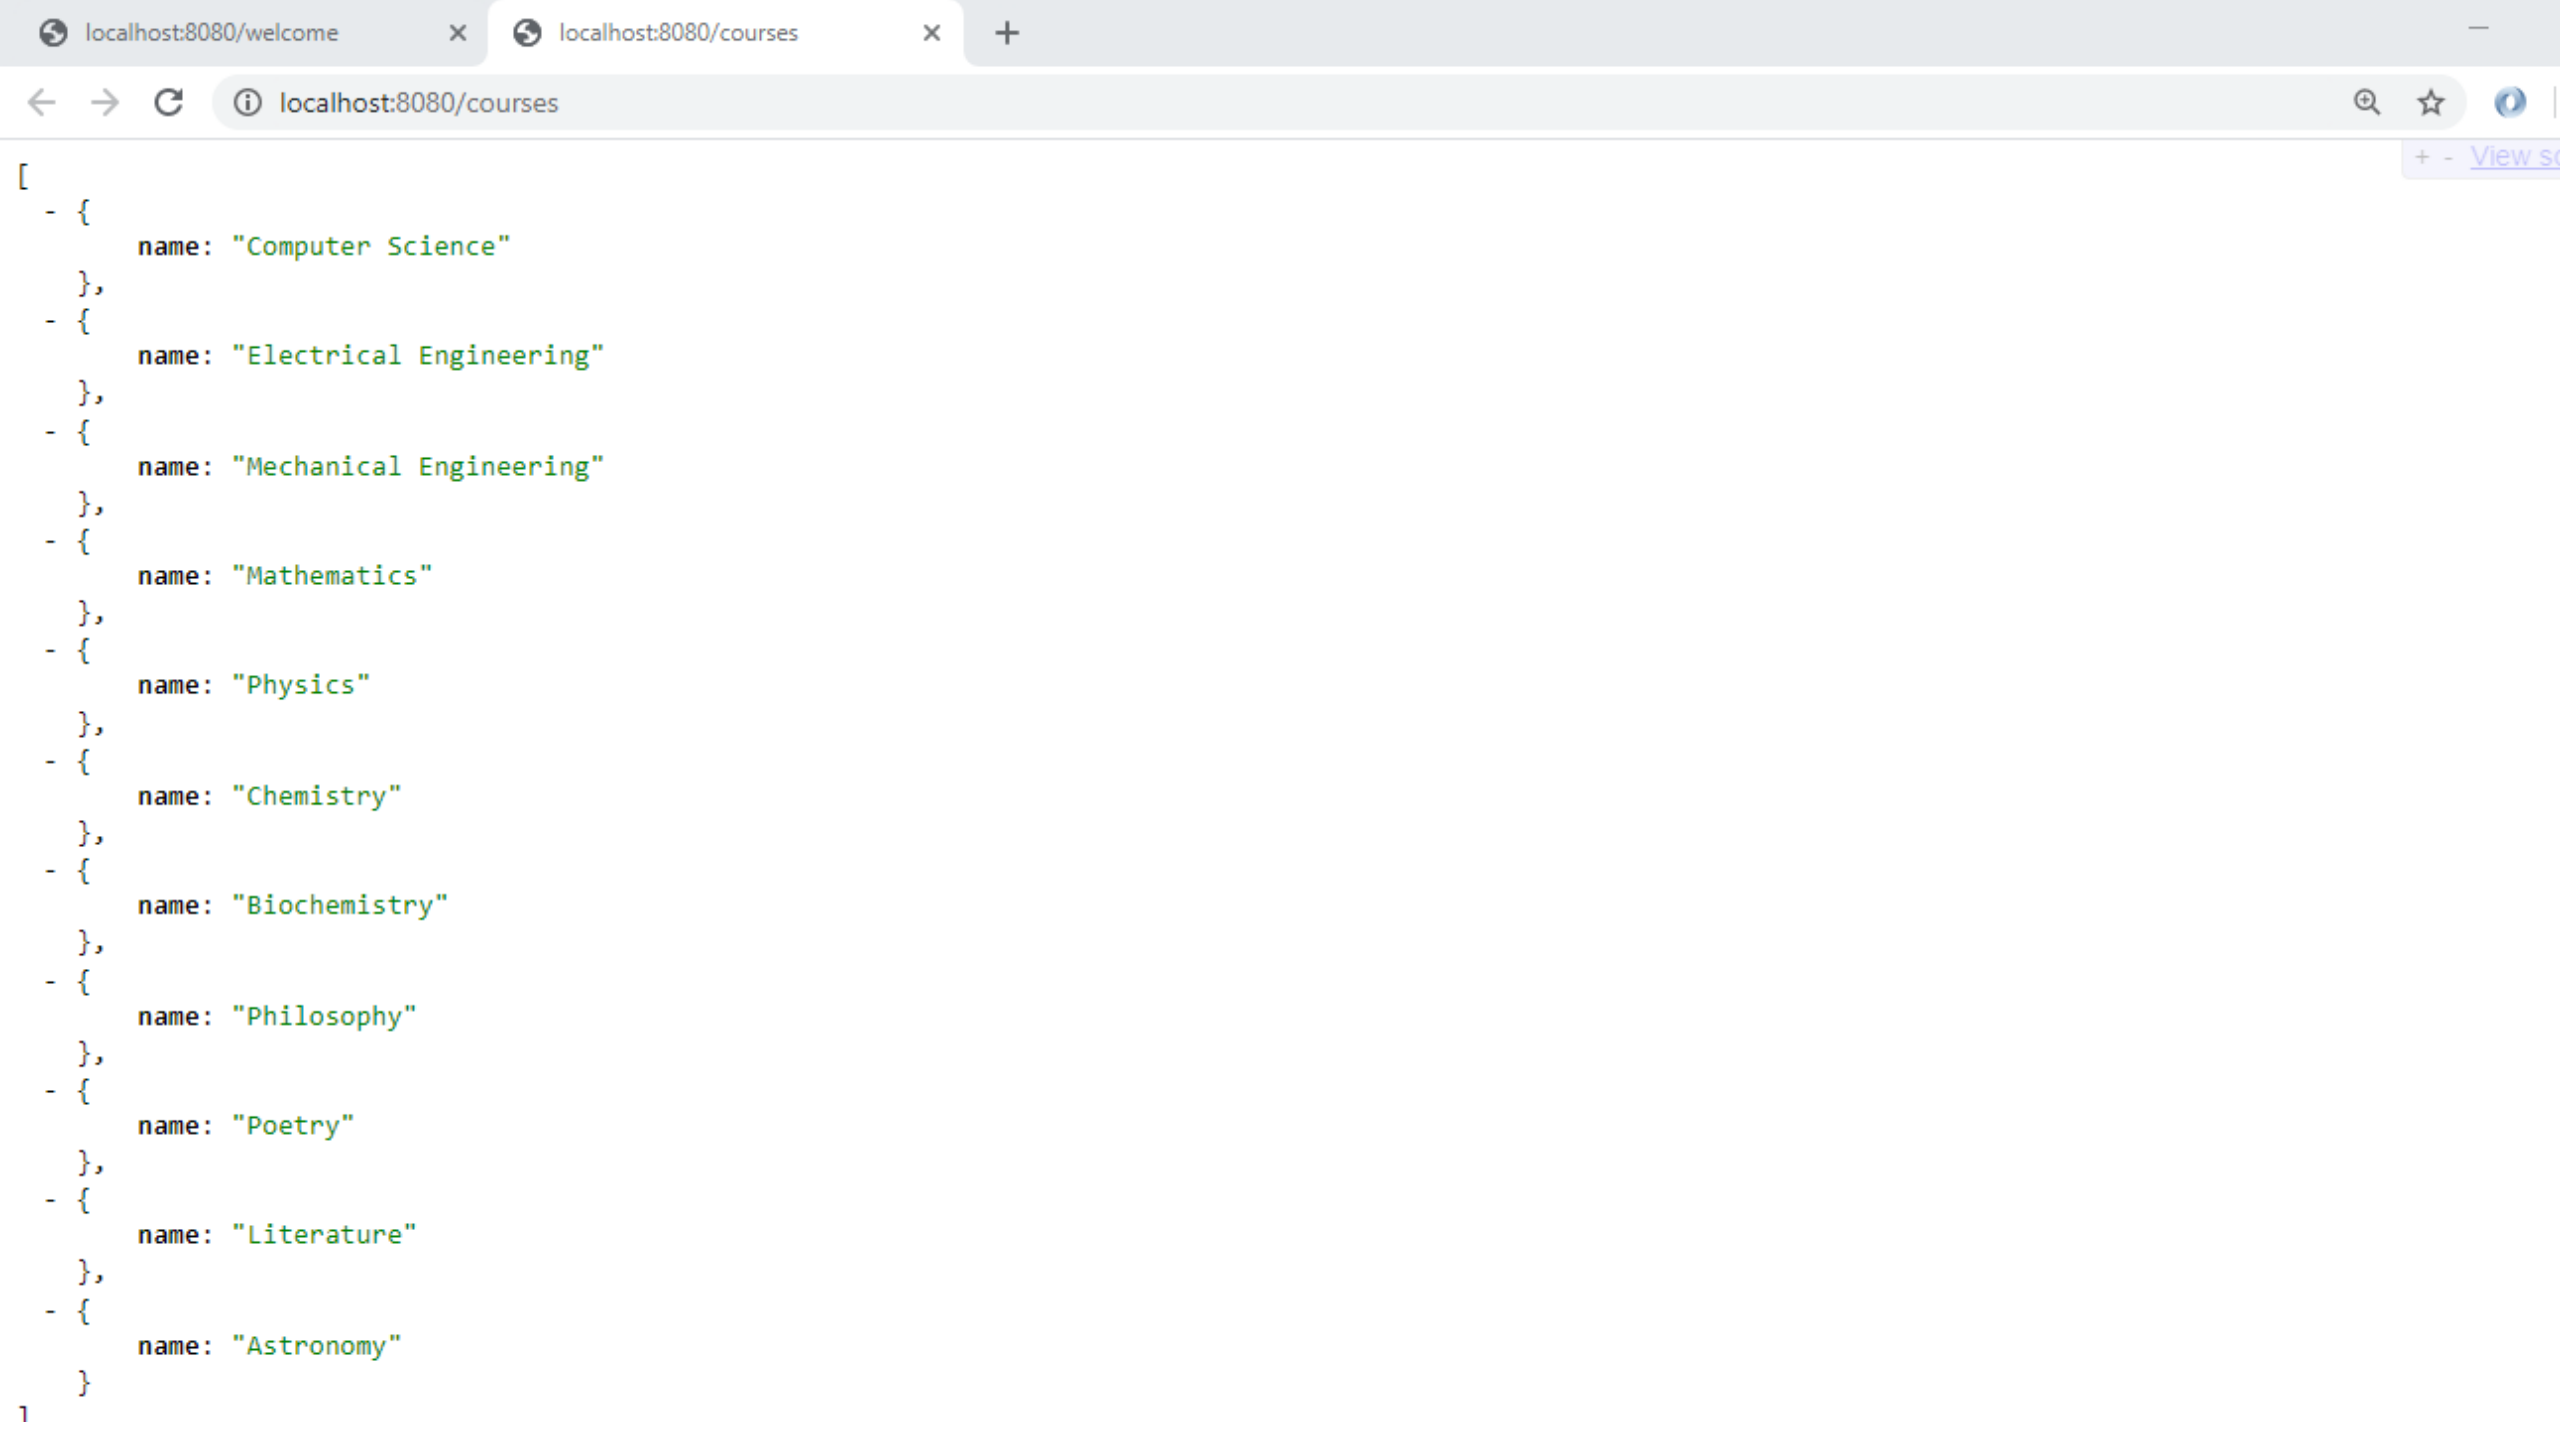 localhost:8080/welcome
localhost:8080/courses
localhost:8080/courses
+ - View so
[
- {
name: "Computer Science"
},
- {
name: "Electrical Engineering"
},
- {
name: "Mechanical Engineering"
},
- {
name: "Mathematics"
},
- {
name: "Physics"
},
- {
name: "Chemistry"
},
- {
name: "Biochemistry"
},
- {
name: "Philosophy"
},
- {
name: "Poetry"
},
- {
name: "Literature"
},
- {
name: "Astronomy"
}
]